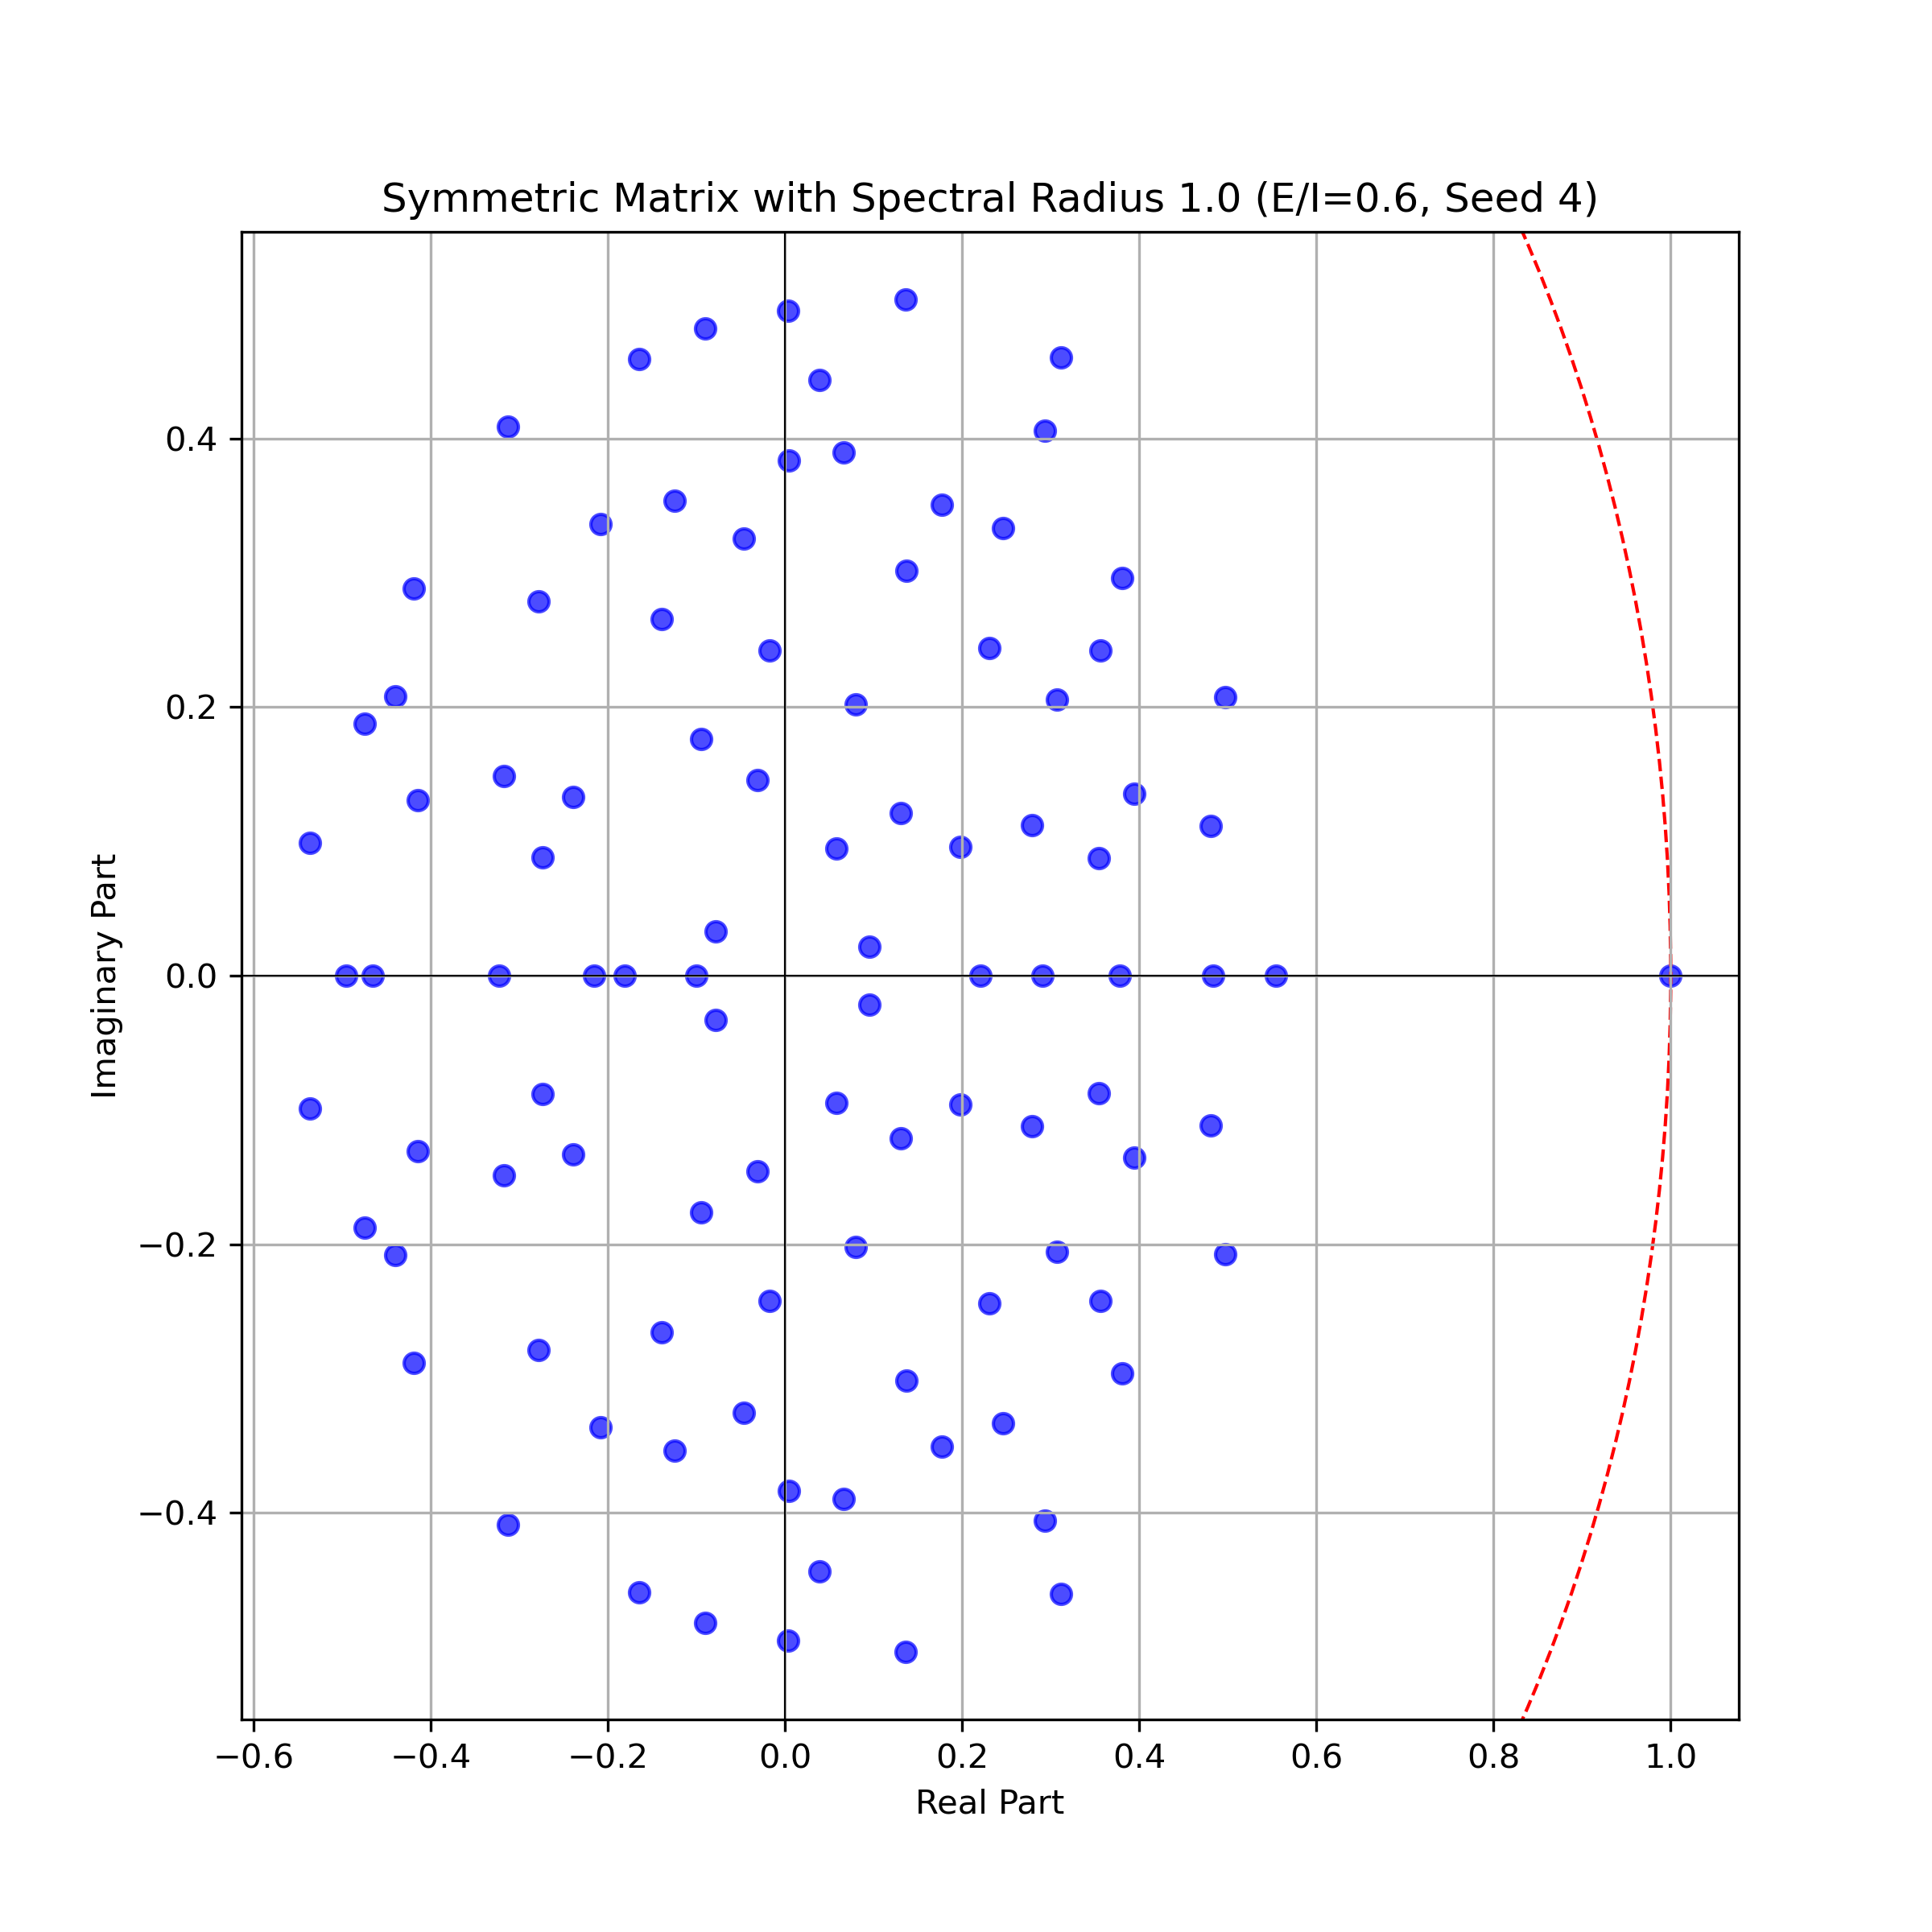 Symmetric Matrix with Spectral Radius 1.0 (E/I=0.6, Seed 4)
Imaginary Part
0.4
0.2
0.0
−0.2
−0.4
−0.6 −0.4 −0.2 0.0 0.2 0.4 0.6 0.8 1.0
Real Part